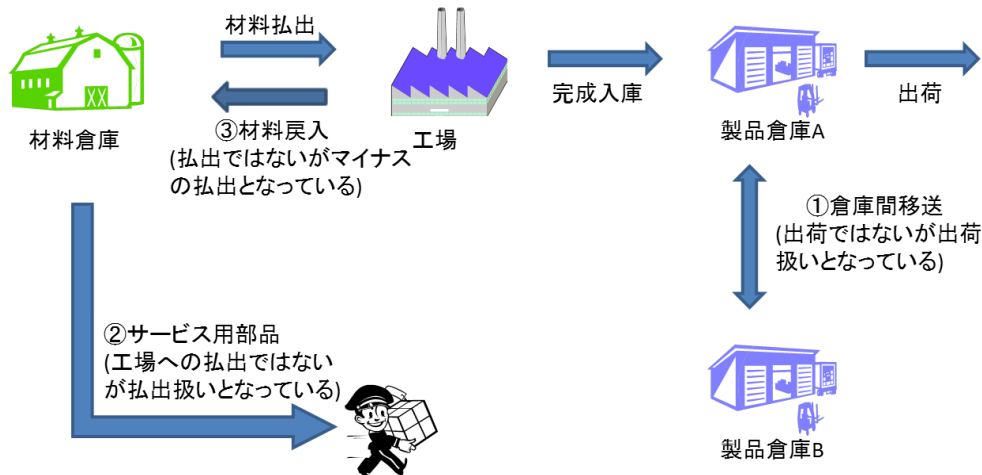 材料払出
完成入庫
出荷
材料倉庫
③材料戻入
(払出ではないがマイナス
の払出となっている)
工場
製品倉庫A
①倉庫間移送
(出荷ではないが出荷
扱いとなっている)
②サービス用部品
(工場への払出ではない
が払出扱いとなっている)
製品倉庫B